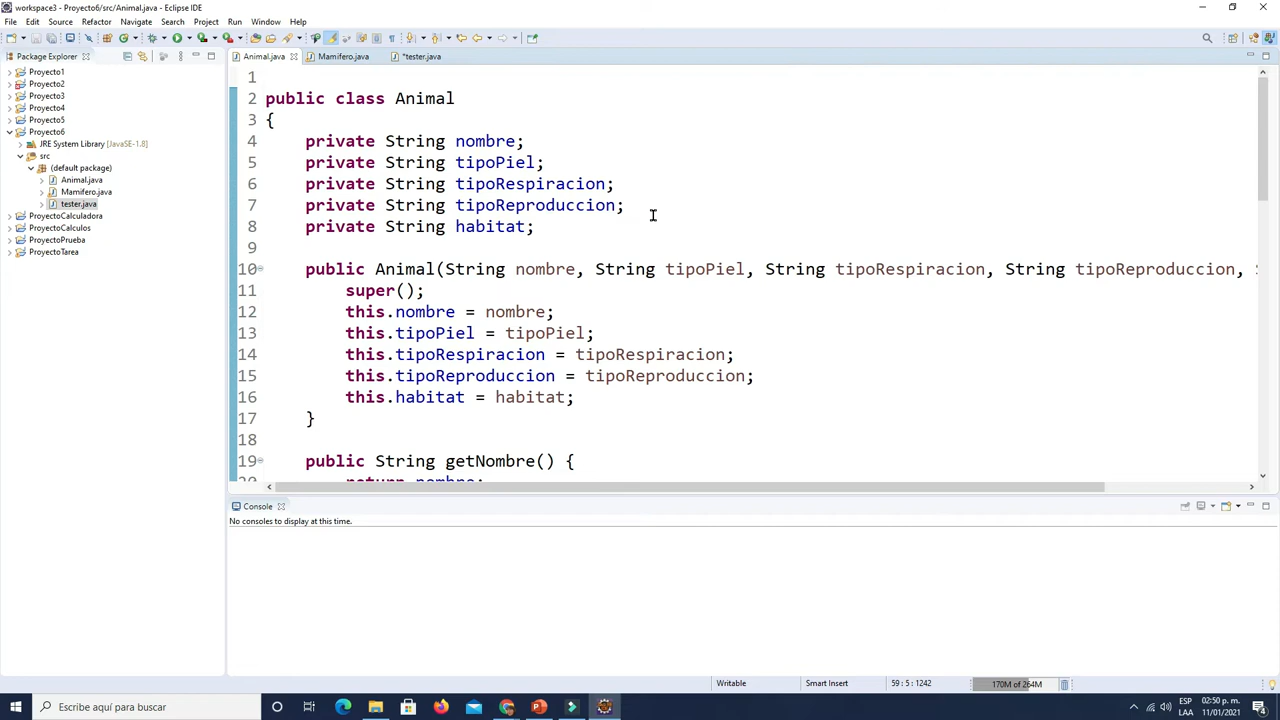 workspace3 - Proyecto6/src/Animal.java - Eclipse IDE
File Edit Source Refactor Navigate Search Project Run Window Help
Package Explorer
Animal.java Mamifero.java *tester.java
Proyecto1
Proyecto2
Proyecto3
Proyecto4
Proyecto5
Proyecto6
JRE System Library [JavaSE-1.8]
src
(default package)
Animal.java
Mamifero.java
tester.java
ProyectoCalculadora
ProyectoCalculos
ProyectoPrueba
ProyectoTarea
1
2 public class Animal
3 {
4 private String nombre;
5 private String tipoPiel;
6 private String tipoRespiracion;
7 private String tipoReproduccion;
8 private String habitat;
9
10 public Animal(String nombre, String tipoPiel, String tipoRespiracion, String tipoReproduccion,
11 super();
12 this.nombre = nombre;
13 this.tipoPiel = tipoPiel;
14 this.tipoRespiracion = tipoRespiracion;
15 this.tipoReproduccion = tipoReproduccion;
16 this.habitat = habitat;
17 }
18
19 public String getNombre() {
20 return nombre;
Console
No consoles to display at this time.
Writable Smart Insert 59 : 5 : 1242 170M of 264M
Escribe aquí para buscar
ESP 02:50 p. m.
LAA 11/01/2021
4